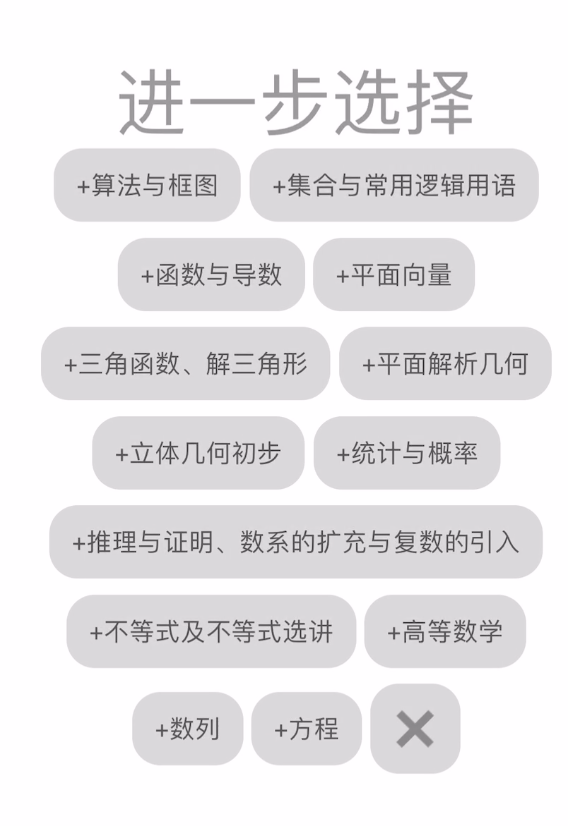 进一步选择
+算法与框图 +集合与常用逻辑用语
+函数与导数 +平面向量
+三角函数、解三角形 +平面解析几何
+立体几何初步 +统计与概率
+推理与证明、数系的扩充与复数的引入
+不等式及不等式选讲 +高等数学
+数列 +方程